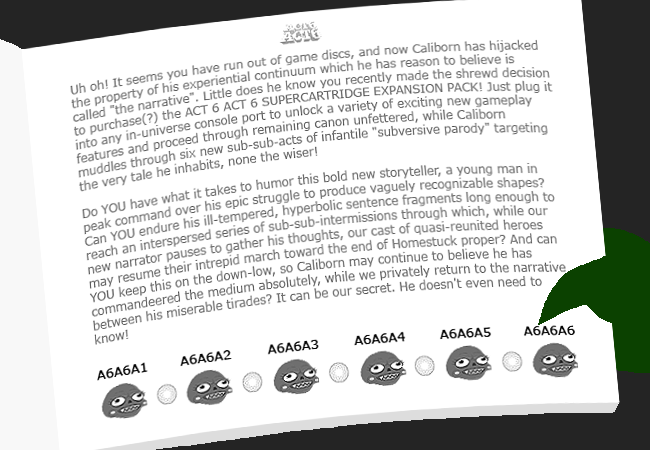 Uh oh! It seems you have run out of game discs, and now Caliborn has hijacked
the property of his experiential continuum which he has reason to believe is
called "the narrative". Little does he know you recently made the shrewd decision
to purchase(?) the ACT 6 ACT 6 SUPERCARTRIDGE EXPANSION PACK! Just plug it
into any in-universe console port to unlock a variety of exciting new gameplay
features and proceed through remaining canon unfettered, while Caliborn
muddles through six new sub-sub-acts of infantile "subversive parody" targeting
the very tale he inhabits, none the wiser!
Do YOU have what it takes to humor this bold new storyteller, a young man in
peak command over his epic struggle to produce vaguely recognizable shapes?
Can YOU endure his ill-tempered, hyperbolic sentence fragments long enough to
reach an interspersed series of sub-sub-intermissions through which, while our
new narrator pauses to gather his thoughts, our cast of quasi-reunited heroes
may resume their intrepid march toward the end of Homestuck proper? And can
YOU keep this on the down-low, so Caliborn may continue to believe he has
commandeered the medium absolutely, while we privately return to the narrative
between his miserable tirades? It can be our secret. He doesn't even need to
know!
A6A6A1 A6A6A2 A6A6A3 A6A6A4 A6A6A5 A6A6A6